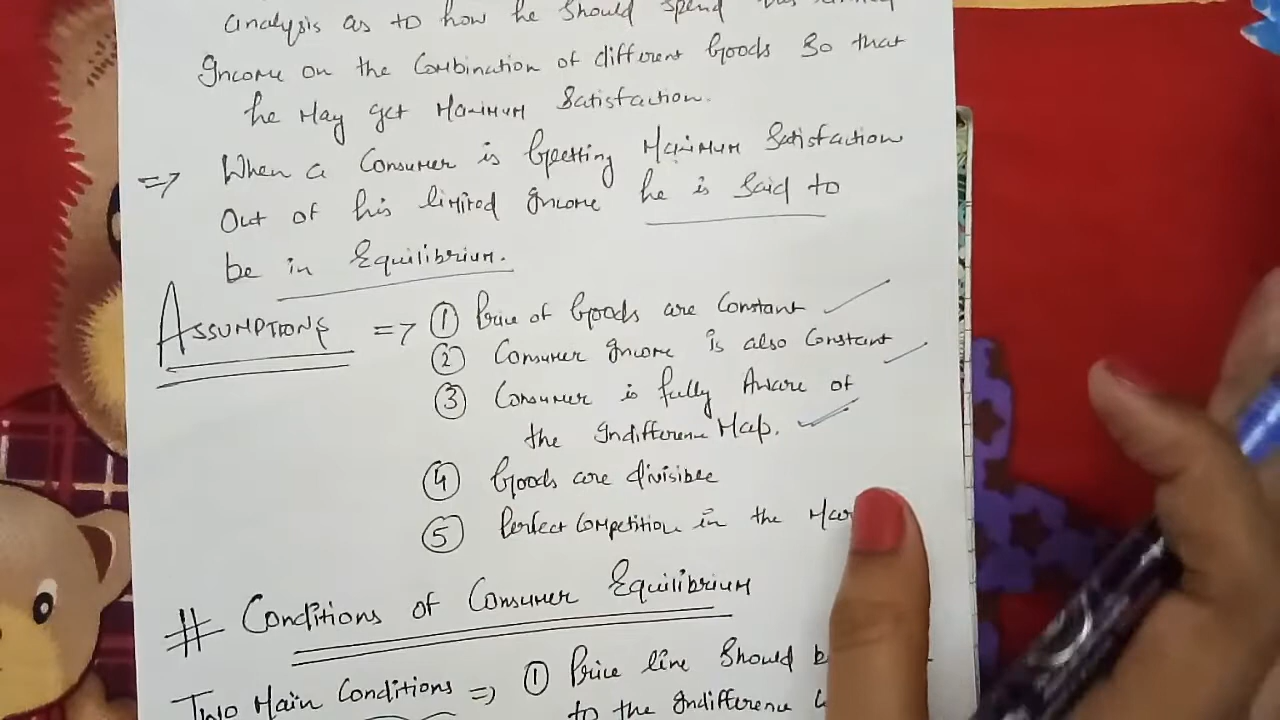 analysis as to how he should spend
Income on the Combination of different Goods so that
he may get Maximum Satisfaction.
=> When a Consumer is Getting Maximum Satisfaction
out of his limited Income he is Said to
be in Equilibrium.
ASSUMPTIONS => ① Price of Goods are Constant
② Consumer Income is also Constant
③ Consumer is fully Aware of
the Indifference Map.
④ Goods are divisible
⑤ Perfect Competition in the
# Conditions of Consumer Equilibrium
Two Main Conditions => ① Price line Should
to the Indifference